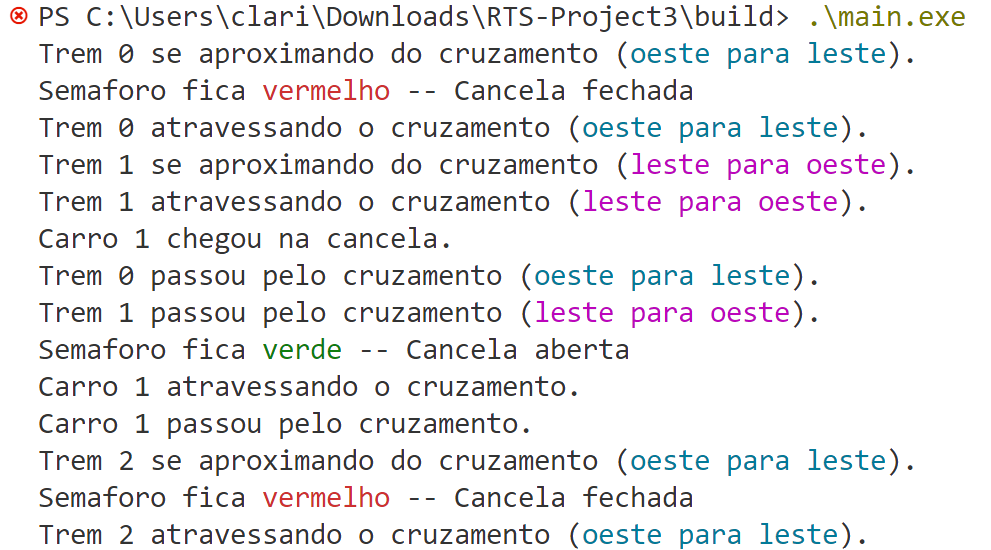 PS C:\Users\clari\Downloads\RTS-Project3\build> .\main.exe
Trem 0 se aproximando do cruzamento (oeste para leste).
Semaforo fica vermelho -- Cancela fechada
Trem 0 atravessando o cruzamento (oeste para leste).
Trem 1 se aproximando do cruzamento (leste para oeste).
Trem 1 atravessando o cruzamento (leste para oeste).
Carro 1 chegou na cancela.
Trem 0 passou pelo cruzamento (oeste para leste).
Trem 1 passou pelo cruzamento (leste para oeste).
Semaforo fica verde -- Cancela aberta
Carro 1 atravessando o cruzamento.
Carro 1 passou pelo cruzamento.
Trem 2 se aproximando do cruzamento (oeste para leste).
Semaforo fica vermelho -- Cancela fechada
Trem 2 atravessando o cruzamento (oeste para leste).